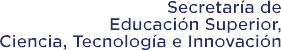 Secretaría de
Educación Superior,
Ciencia, Tecnología e Innovación